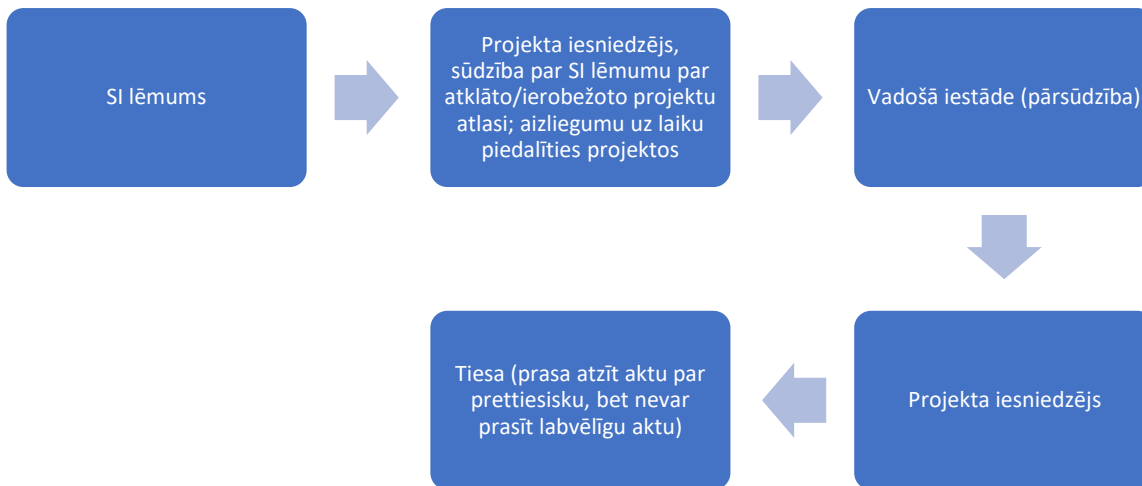 SI lēmums
Projekta iesniedzējs,
sūdzība par SI lēmumu par
atklāto/ierobežoto projektu
atlasi; aizliegumu uz laiku
piedalīties projektos
Vadošā iestāde (pārsūdzība)
Projekta iesniedzējs
Tiesa (prasa atzīt aktu par
prettiesisku, bet nevar
prasīt labvēlīgu aktu)